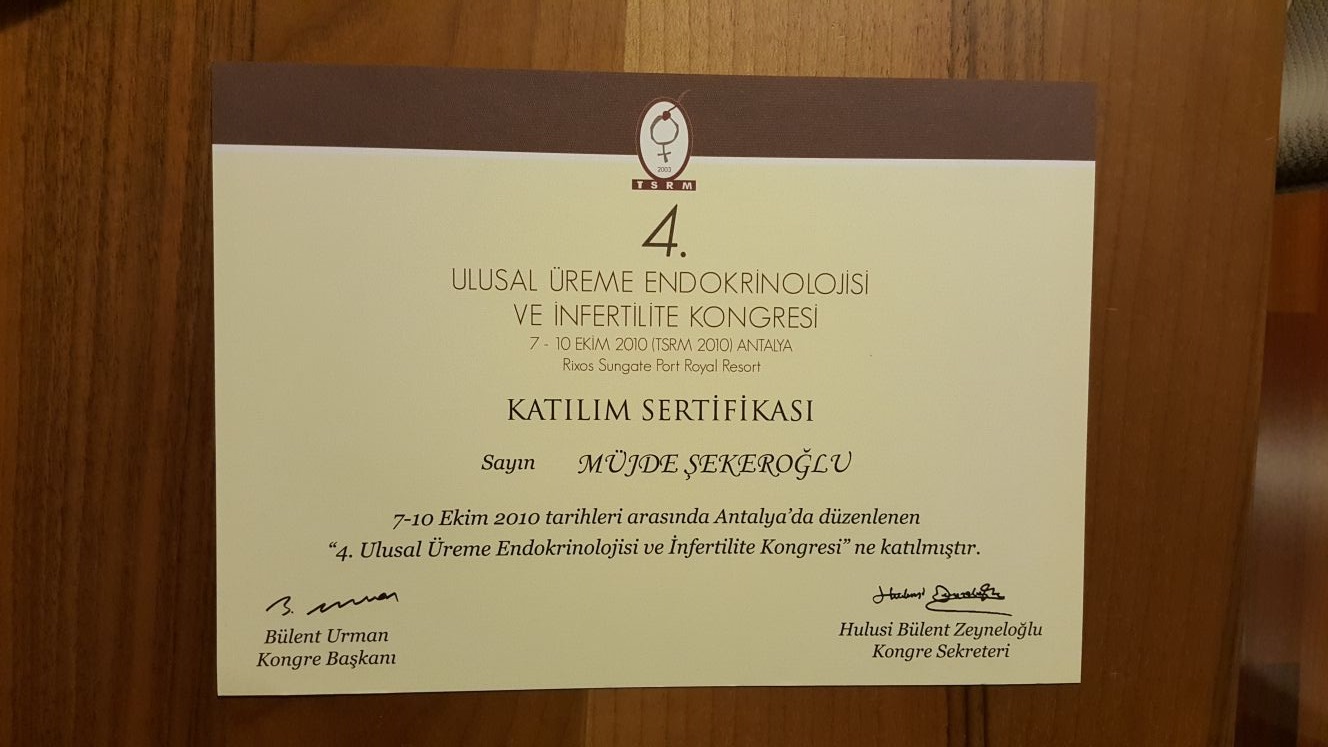 2003
TSRM
4.
ULUSAL ÜREME ENDOKRİNOLOJİSİ
VE İNFERTİLİTE KONGRESİ
7 - 10 EKİM 2010 (TSRM 2010) ANTALYA
Rixos Sungate Port Royal Resort
KATILIM SERTİFİKASI
Sayın MÜJDE ŞEKEROĞLU
7-10 Ekim 2010 tarihleri arasında Antalya’da düzenlenen
“4. Ulusal Üreme Endokrinolojisi ve İnfertilite Kongresi” ne katılmıştır.
Bülent Urman
Kongre Başkanı
Hulusi Bülent Zeyneloğlu
Kongre Sekreteri